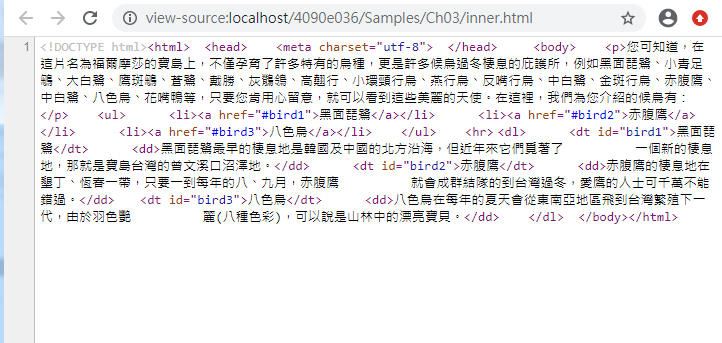 view-source:localhost/4090e036/Samples/Ch03/inner.html
1 <!DOCTYPE html><html> <head> <meta charset="utf-8"> </head> <body> <p>您可知道，在
這片名為福爾摩莎的寶島上，不僅孕育了許多特有的鳥種，更是許多候鳥過冬棲息的庇護所，例如黑面琵鷺、小青足
鷸、大白鷺、鷹斑鷸、蒼鷺、戴勝、灰鶺鴒、高翹行、小環頸行鳥、燕行鳥、反嘴行鳥、中白鷺、金斑行鳥、赤腹鷹、
中白鷺、八色鳥、花嘴鴨等，只要您肯用心留意，就可以看到這些美麗的天使。在這裡，我們為您介紹的候鳥有：
</p> <ul> <li><a href="#bird1">黑面琵鷺</a></li> <li><a href="#bird2">赤腹鷹</a>
</li> <li><a href="#bird3">八色鳥</a></li> </ul> <hr> <dl> <dt id="bird1">黑面琵
鷺</dt> <dd>黑面琵鷺最早的棲息地是韓國及中國的北方沿海，但近年來它們覓著了 一個新的棲息
地，那就是寶島台灣的曾文溪口沼澤地。</dd> <dt id="bird2">赤腹鷹</dt> <dd>赤腹鷹的棲息地在
墾丁、恆春一帶，只要一到每年的八、九月，赤腹鷹 就會成群結隊的到台灣過冬，愛鷹的人士可千萬不能
錯過。</dd> <dt id="bird3">八色鳥</dt> <dd>八色鳥在每年的夏天會從東南亞地區飛到台灣繁殖下一
代，由於羽色艷 麗(八種色彩)，可以說是山林中的漂亮寶貝。</dd> </dl> </body></html>